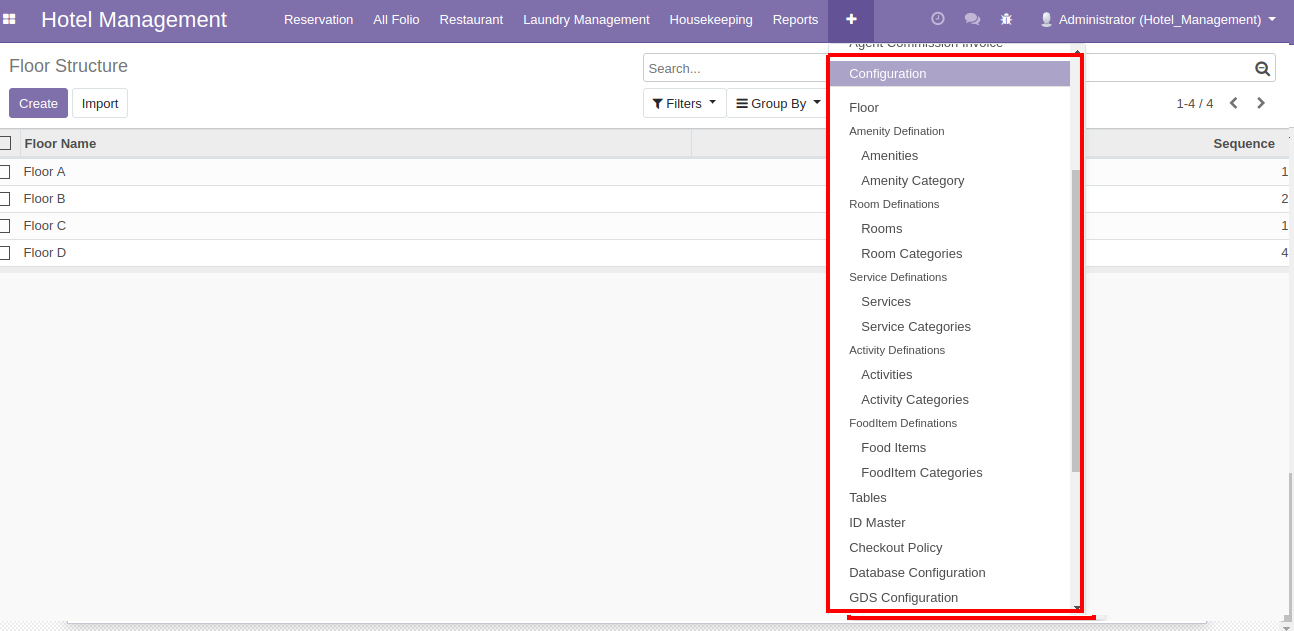 Hotel Management
Reservation All Folio Restaurant Laundry Management Housekeeping Reports Administrator (Hotel_Management)
Agent Commission Invoice
Floor Structure
Search...
Create Import
Filters Group By
1-4 / 4
Floor Name Sequence
Floor A 1
Floor B 2
Floor C 1
Floor D 4
Configuration
Floor
Amenity Defination
Amenities
Amenity Category
Room Definations
Rooms
Room Categories
Service Definations
Services
Service Categories
Activity Definations
Activities
Activity Categories
FoodItem Definations
Food Items
FoodItem Categories
Tables
ID Master
Checkout Policy
Database Configuration
GDS Configuration